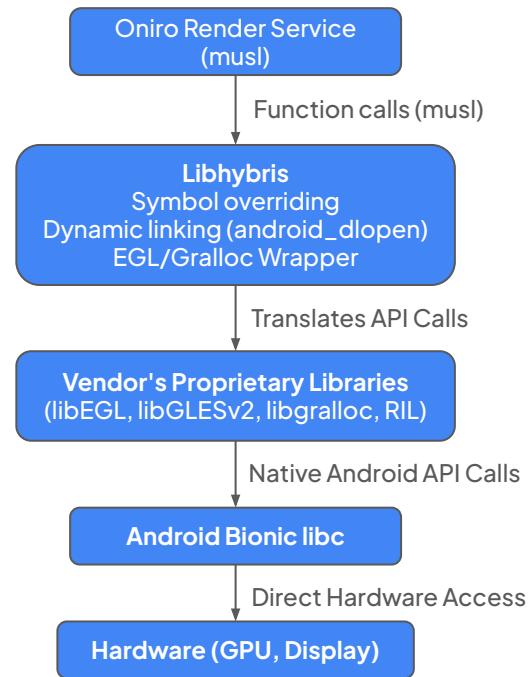 Oniro Render Service
(musl)
Function calls (musl)
Libhybris
Symbol overriding
Dynamic linking (android_dlopen)
EGL/Gralloc Wrapper
Translates API Calls
Vendor's Proprietary Libraries
(libEGL, libGLESv2, libgralloc, RIL)
Native Android API Calls
Android Bionic libc
Direct Hardware Access
Hardware (GPU, Display)